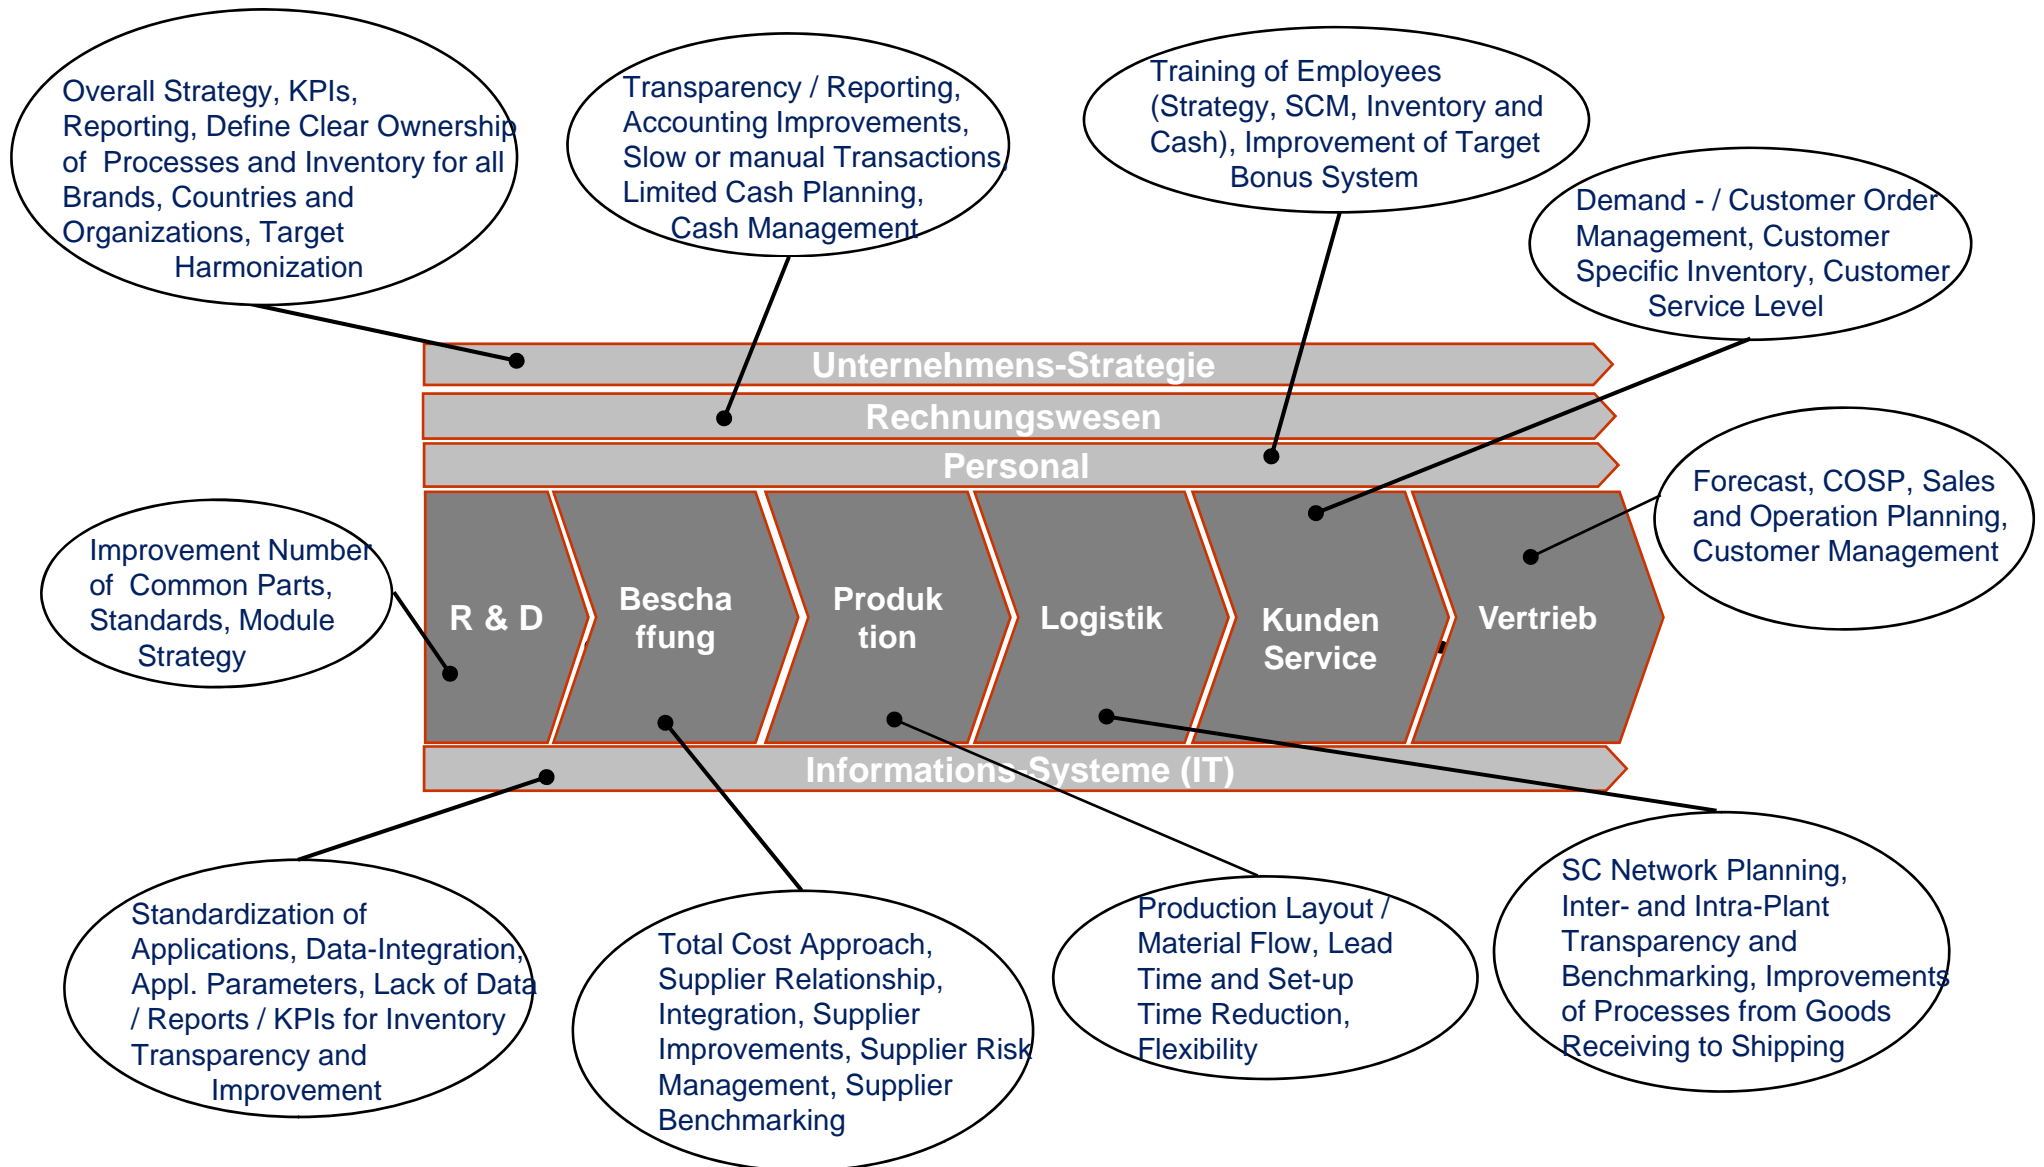 Overall Strategy, KPIs,
Reporting, Define Clear Ownership
of Processes and Inventory for all
Brands, Countries and
Organizations, Target
Harmonization
Transparency / Reporting,
Accounting Improvements,
Slow or manual Transactions,
Limited Cash Planning,
Cash Management
Training of Employees
(Strategy, SCM, Inventory and
Cash), Improvement of Target
Bonus System
Demand - / Customer Order
Management, Customer
Specific Inventory, Customer
Service Level
Unternehmens-Strategie
Rechnungswesen
Personal
Forecast, COSP, Sales
and Operation Planning,
Customer Management
Improvement Number
of Common Parts,
Standards, Module
Strategy
R & D
Bescha
ffung
Produk
tion
Logistik
Kunden
Service
Vertrieb
Informations-Systeme (IT)
Standardization of
Applications, Data-Integration,
Appl. Parameters, Lack of Data
/ Reports / KPIs for Inventory
Transparency and
Improvement
Total Cost Approach,
Supplier Relationship,
Integration, Supplier
Improvements, Supplier Risk
Management, Supplier
Benchmarking
Production Layout /
Material Flow, Lead
Time and Set-up
Time Reduction,
Flexibility
SC Network Planning,
Inter- and Intra-Plant
Transparency and
Benchmarking, Improvements
of Processes from Goods
Receiving to Shipping